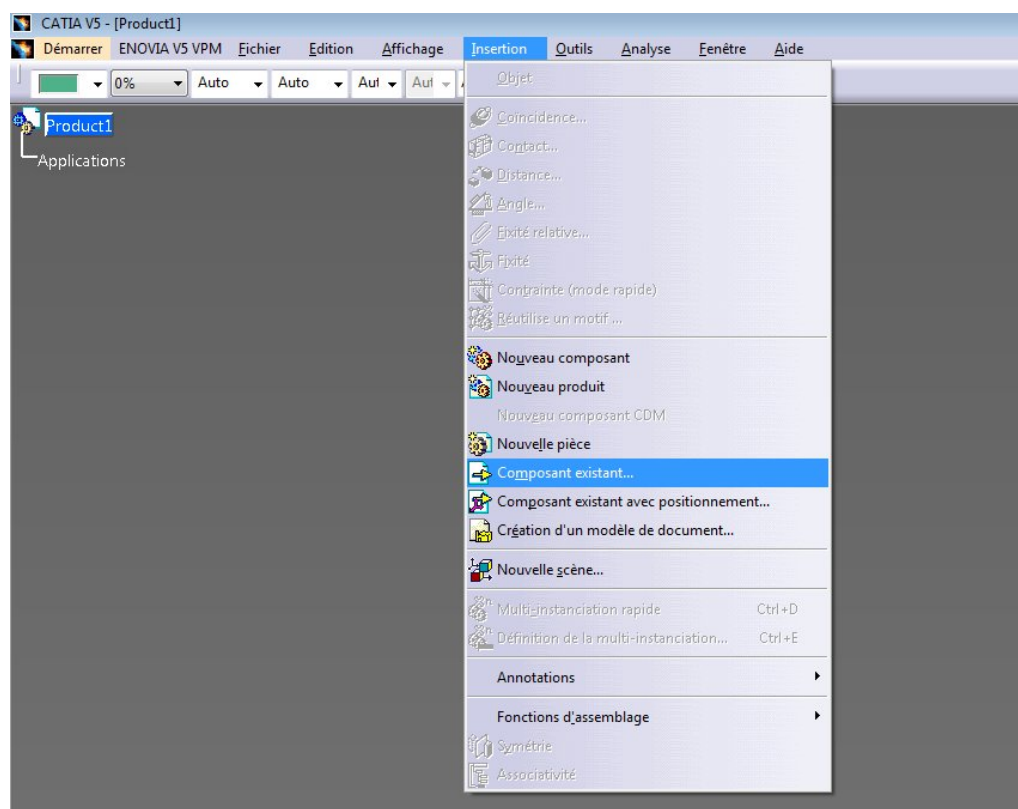 CATIA V5 - [Product1]
Démarrer ENOVIA V5 VPM Fichier Edition Affichage Insertion Outils Analyse Fenêtre Aide
0% Auto Auto Aut Aut
Objet
Product1
Applications
Coincidence...
Contact...
Distance...
Angle...
Fixité relative...
Fixité
Contrainte (mode rapide)
Réutilise un motif ...
Nouveau composant
Nouveau produit
Nouveau composant CDM
Nouvelle pièce
Composant existant...
Composant existant avec positionnement...
Création d'un modèle de document...
Nouvelle scène...
Multi-instanciation rapide Ctrl+D
Définition de la multi-instanciation... Ctrl+E
Annotations
Fonctions d'assemblage
Symétrie
Associativité